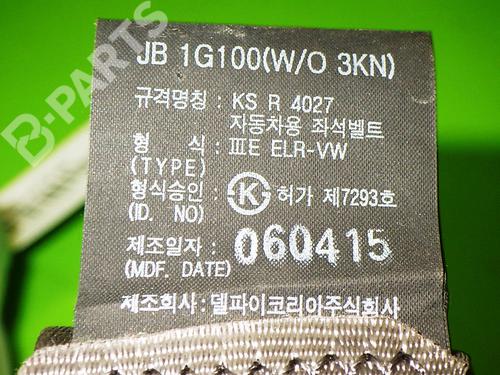 JB 1G100(W/O 3KN)
규격명칭 : KS R 4027
자동차용 좌석벨트
형 식 : ⅢE ELR-VW
(TYPE)
형식승인 : Ⓚ 허가 제7293호
(ID. NO)
제조일자 : 060415
(MDF. DATE)
제조회사 : 델파이코리아주식회사
B-PARTS